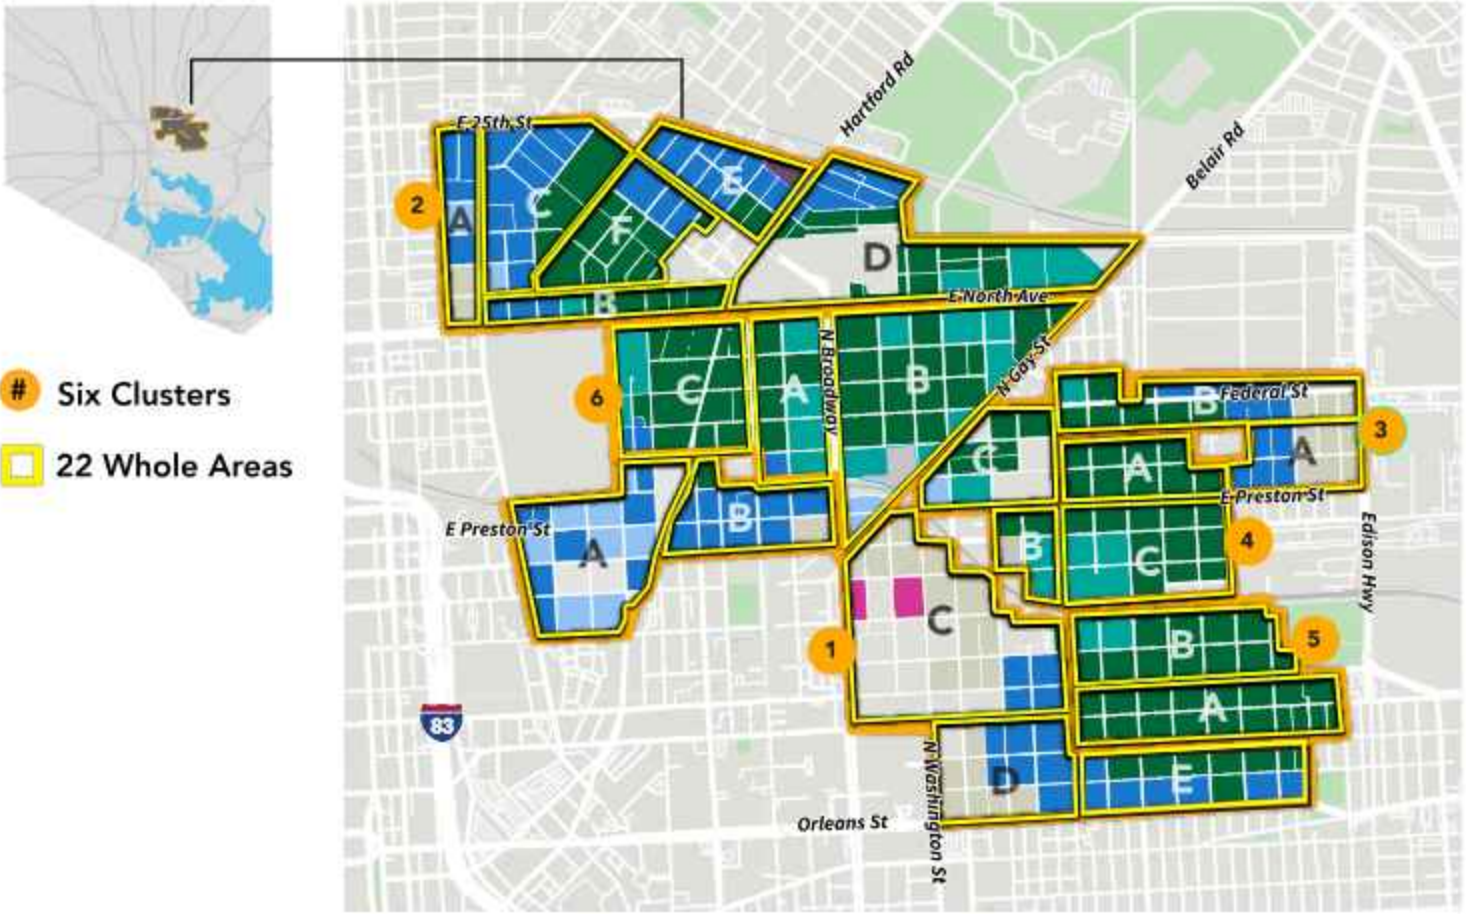 Hartford Rd
E 25th St
Belair Rd
2
A
C
E
F
D
B
E North Ave
#
Six Clusters
22 Whole Areas
6
C
A
N Broadway
B
N Gay St
B
Federal St
3
C
A
A
E Preston St
E Preston St
A
B
B
C
4
Edison Hwy
1
C
B
5
A
83
D
E
N Washington St
Orleans St